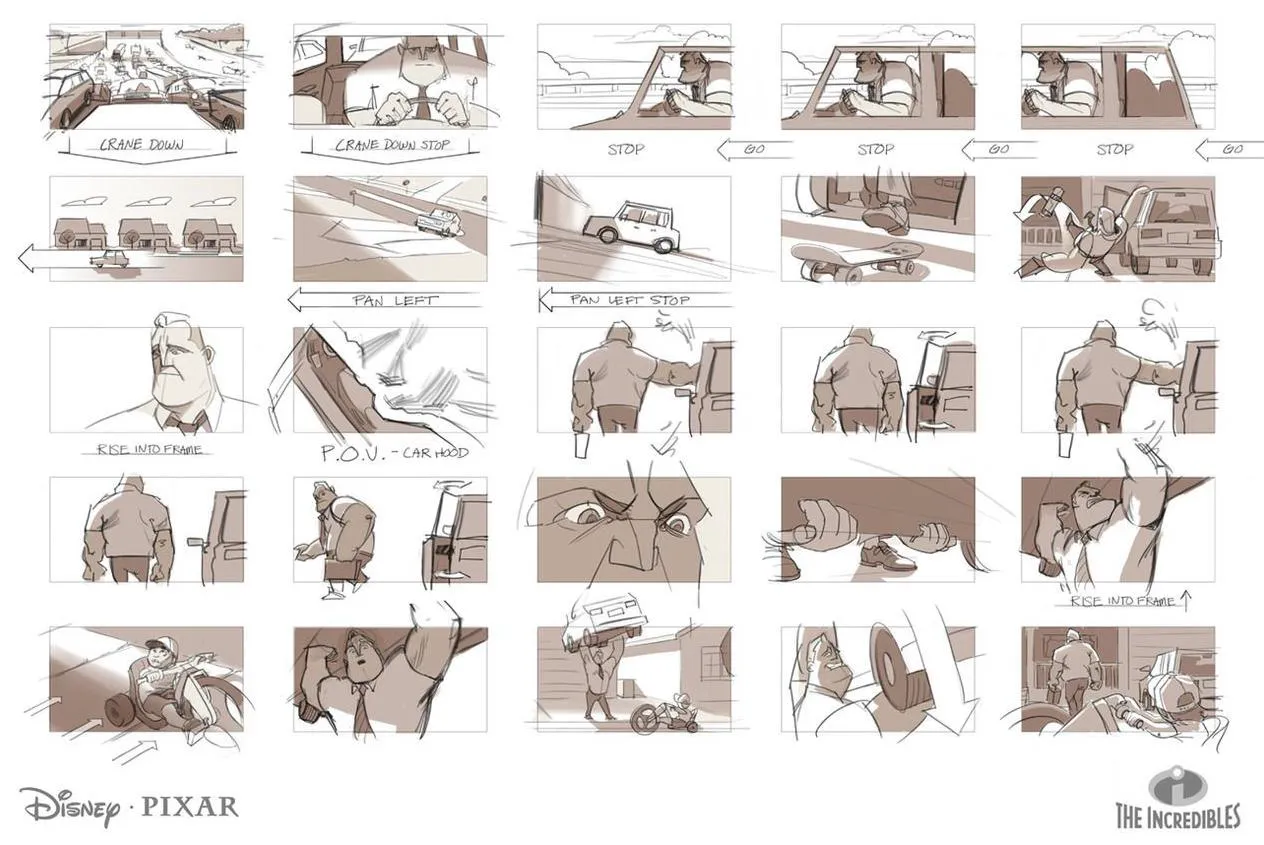 CRANE DOWN
CRANE DOWN STOP
STOP
GO
STOP
GO
STOP
GO
PAN LEFT
PAN LEFT STOP
RISE INTO FRAME
P.O.V. - CAR HOOD
RISE INTO FRAME
DISNEY · PIXAR
THE INCREDIBLES